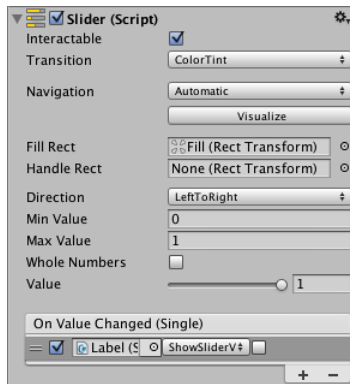 Slider (Script)
Interactable
Transition ColorTint
Navigation Automatic
Visualize
Fill Rect Fill (Rect Transform)
Handle Rect None (Rect Transform)
Direction LeftToRight
Min Value 0
Max Value 1
Whole Numbers
Value 1
On Value Changed (Single)
Label (S ShowSliderV